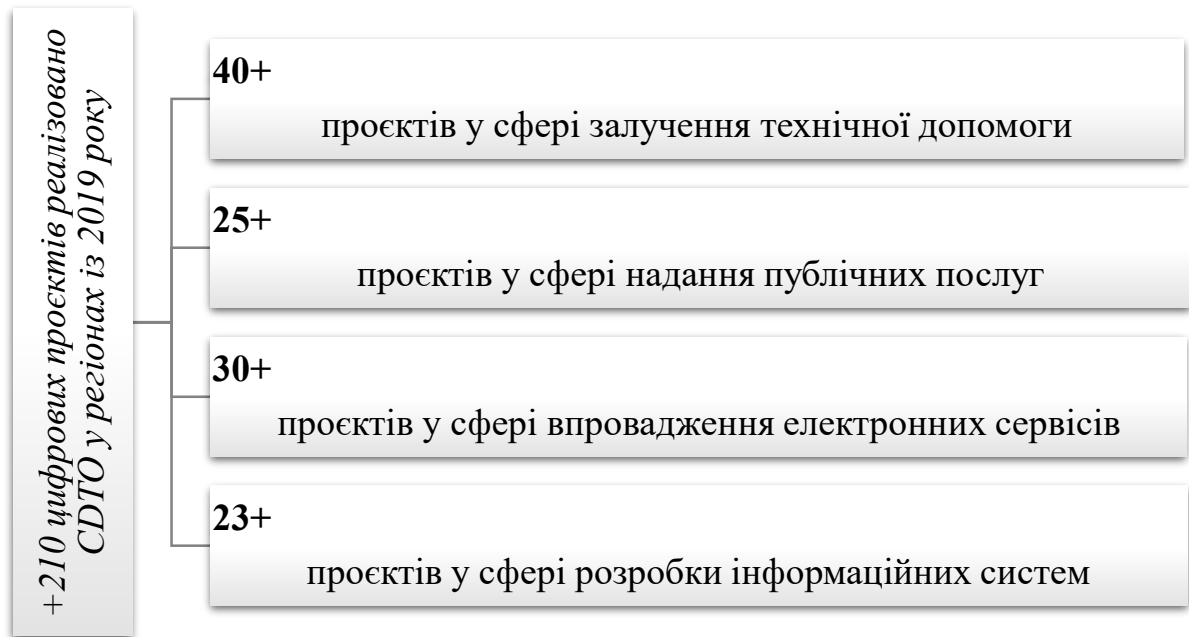 +210 цифрових проєктів реалізовано
CDTO у регіонах із 2019 року
40+
проєктів у сфері залучення технічної допомоги
25+
проєктів у сфері надання публічних послуг
30+
проєктів у сфері впровадження електронних сервісів
23+
проєктів у сфері розробки інформаційних систем